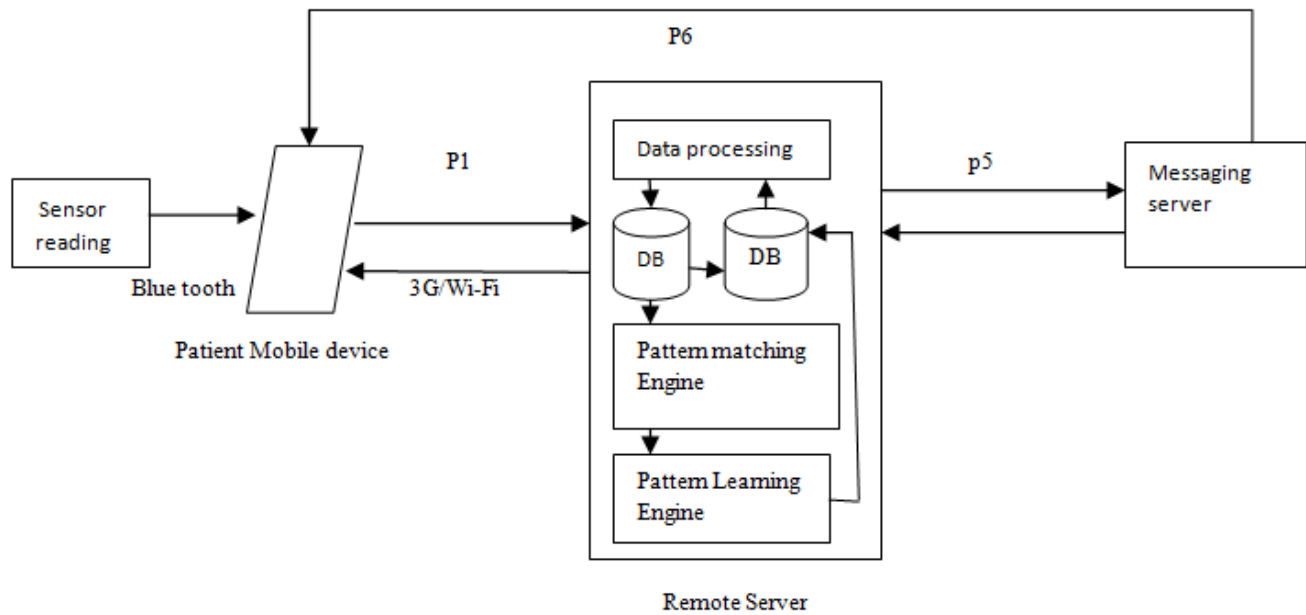 P6
Data processing
P1
p5
Messaging
server
Sensor
reading
DB
DB
Blue tooth
3G/Wi-Fi
Patient Mobile device
Pattern matching
Engine
Pattern Learning
Engine
Remote Server